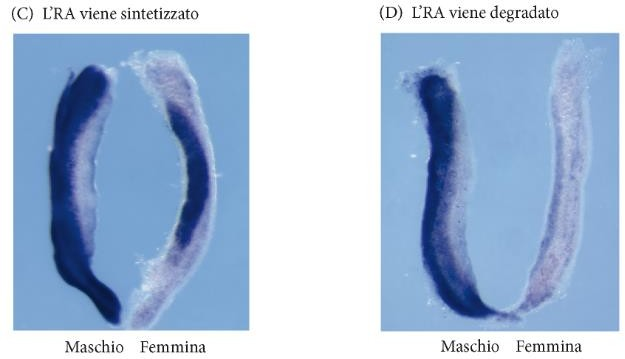 (C) L'RA viene sintetizzato
(D) L'RA viene degradato
Maschio Femmina
Maschio Femmina